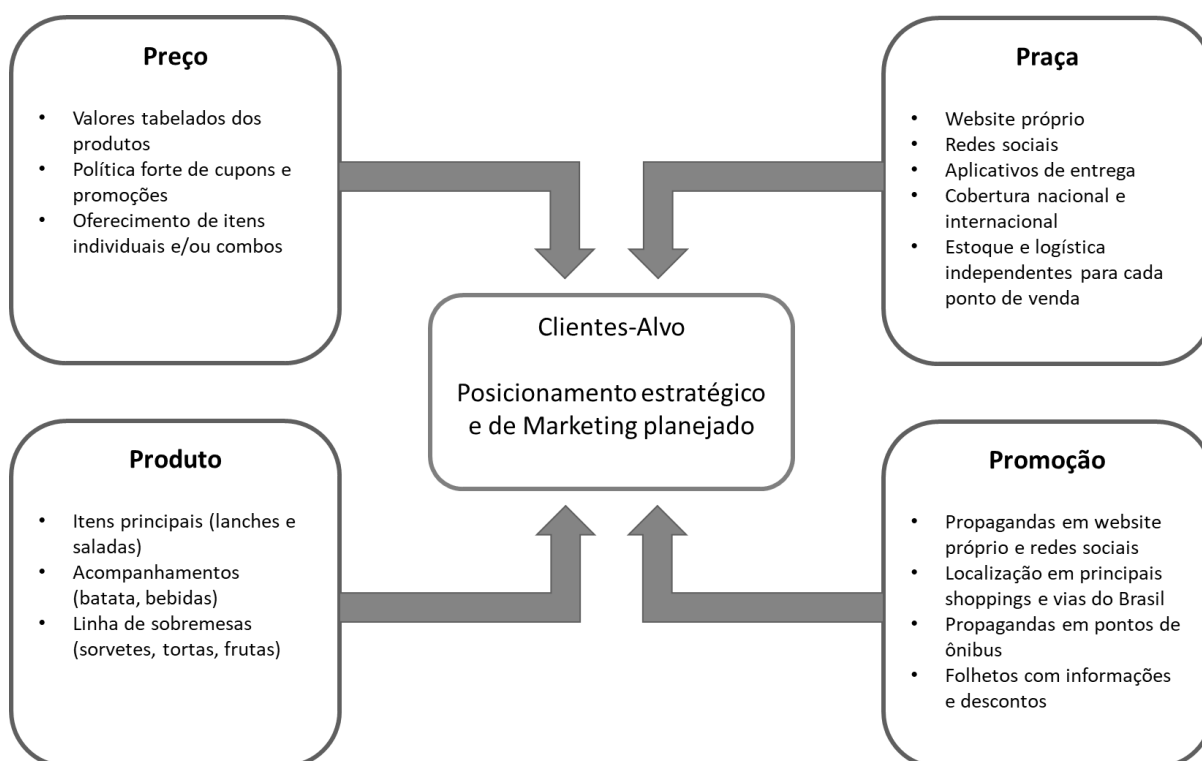 Preço
• Valores tabelados dos
produtos
• Política forte de cupons e
promoções
• Oferecimento de itens
individuais e/ou combos
Praça
• Website próprio
• Redes sociais
• Aplicativos de entrega
• Cobertura nacional e
internacional
• Estoque e logística
independentes para cada
ponto de venda
Clientes-Alvo
Posicionamento estratégico
e de Marketing planejado
Produto
• Itens principais (lanches e
saladas)
• Acompanhamentos
(batata, bebidas)
• Linha de sobremesas
(sorvetes, tortas, frutas)
Promoção
• Propagandas em website
próprio e redes sociais
• Localização em principais
shoppings e vias do Brasil
• Propagandas em pontos de
ônibus
• Folhetos com informações
e descontos